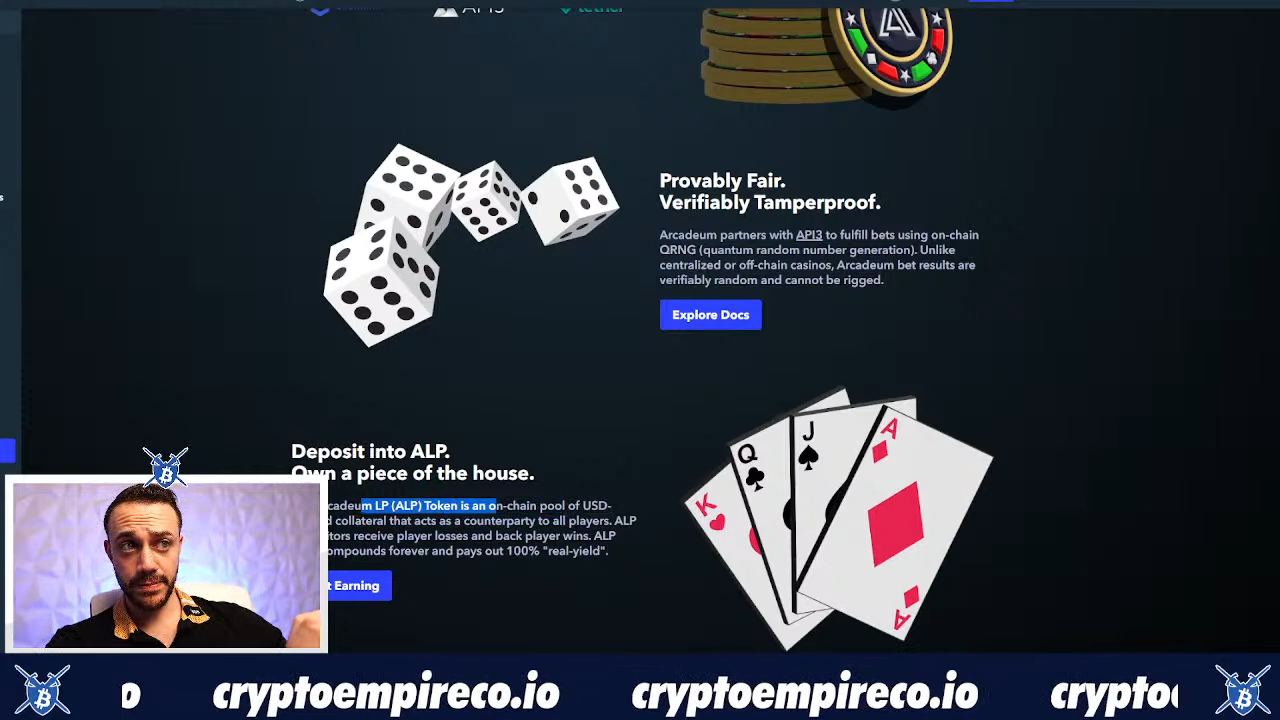 API3
tether
Provably Fair.
Verifiably Tamperproof.
Arcadeum partners with API3 to fulfill bets using on-chain
QRNG (quantum random number generation). Unlike
centralized or off-chain casinos, Arcadeum bet results are
verifiably random and cannot be rigged.
Explore Docs
Deposit into ALP.
Own a piece of the house.
cadeum LP (ALP) Token is an on-chain pool of USD-
d collateral that acts as a counterparty to all players. ALP
tors receive player losses and back player wins. ALP
ompounds forever and pays out 100% "real-yield".
t Earning
K
Q
J
A
A
o
cryptoempireco.io
cryptoempireco.io
crypto